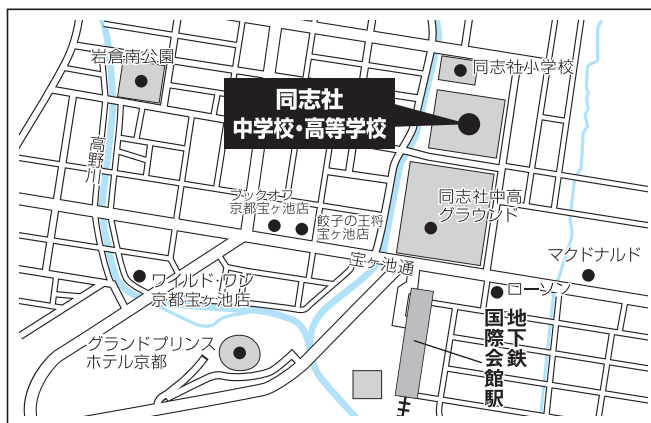 岩倉南公園
同志社小学校
同志社
中学校・高等学校
高野川
ブックオフ
京都宝ヶ池店
餃子の王将
宝ヶ池店
同志社中高
グラウンド
宝ヶ池通
マクドナルド
ワイルド・ワン
京都宝ヶ池店
ローソン
地下鉄
国際会館駅
グランドプリンス
ホテル京都